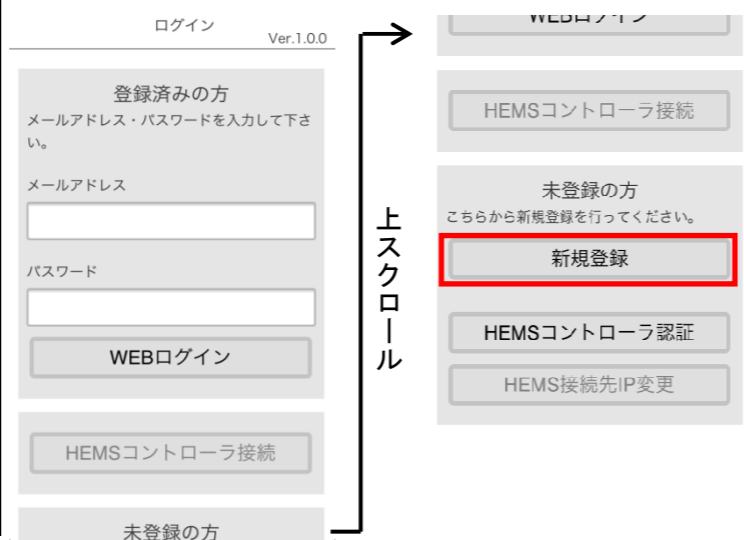 ログイン
Ver.1.0.0
登録済みの方
メールアドレス・パスワードを入力して下さ
い。
メールアドレス
パスワード
WEBログイン
HEMSコントローラ接続
未登録の方
上スクロール
WEBログイン
HEMSコントローラ接続
未登録の方
こちらから新規登録を行ってください。
新規登録
HEMSコントローラ認証
HEMS接続先IP変更